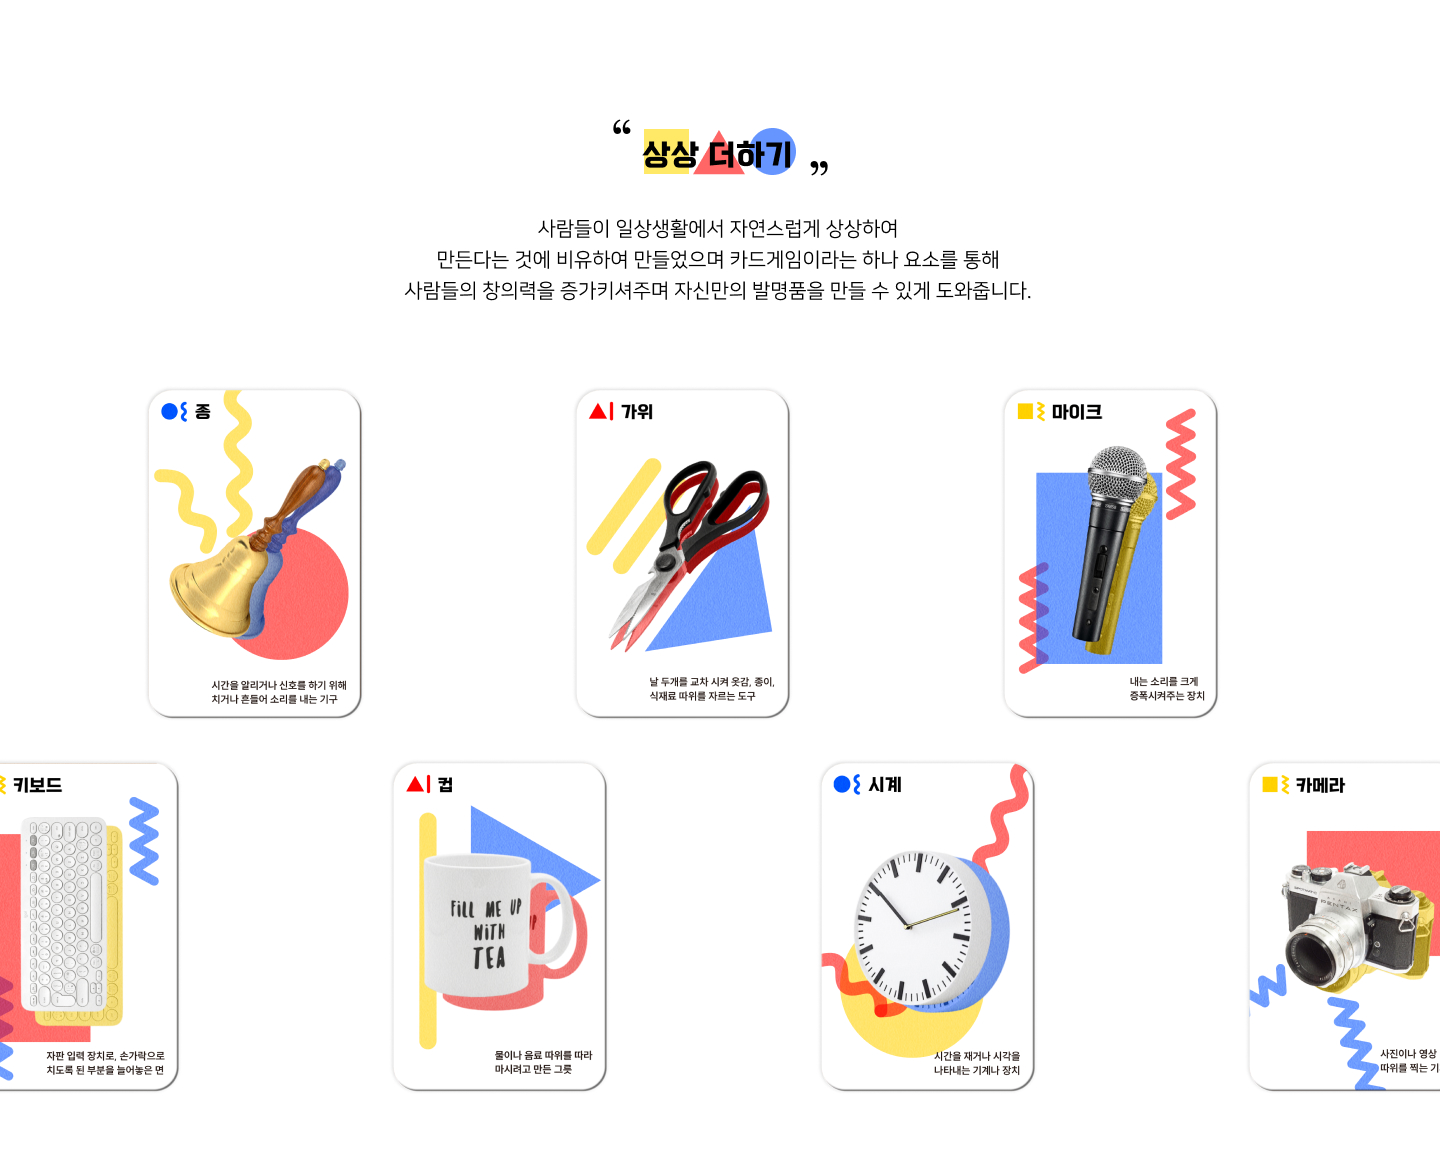 “ 상상 더하기 ”
사람들이 일상생활에서 자연스럽게 상상하여
만든다는 것에 비유하여 만들었으며 카드게임이라는 하나 요소를 통해
사람들의 창의력을 증가키셔주며 자신만의 발명품을 만들 수 있게 도와줍니다.
종
시간을 알리거나 신호를 하기 위해
치거나 흔들어 소리를 내는 기구
가위
날 두개를 교차 시켜 옷감, 종이,
식재료 따위를 자르는 도구
마이크
내는 소리를 크게
증폭시켜주는 장치
키보드
자판 입력 장치로, 손가락으로
치도록 된 부분을 늘어놓은 면
컵
FiLL ME UP
WiTH
TEA
UP
물이나 음료 따위를 따라
마시려고 만든 그릇
시계
시간을 재거나 시각을
나타내는 기계나 장치
카메라
PENTAX
사진이나 영상
따위를 찍는 기